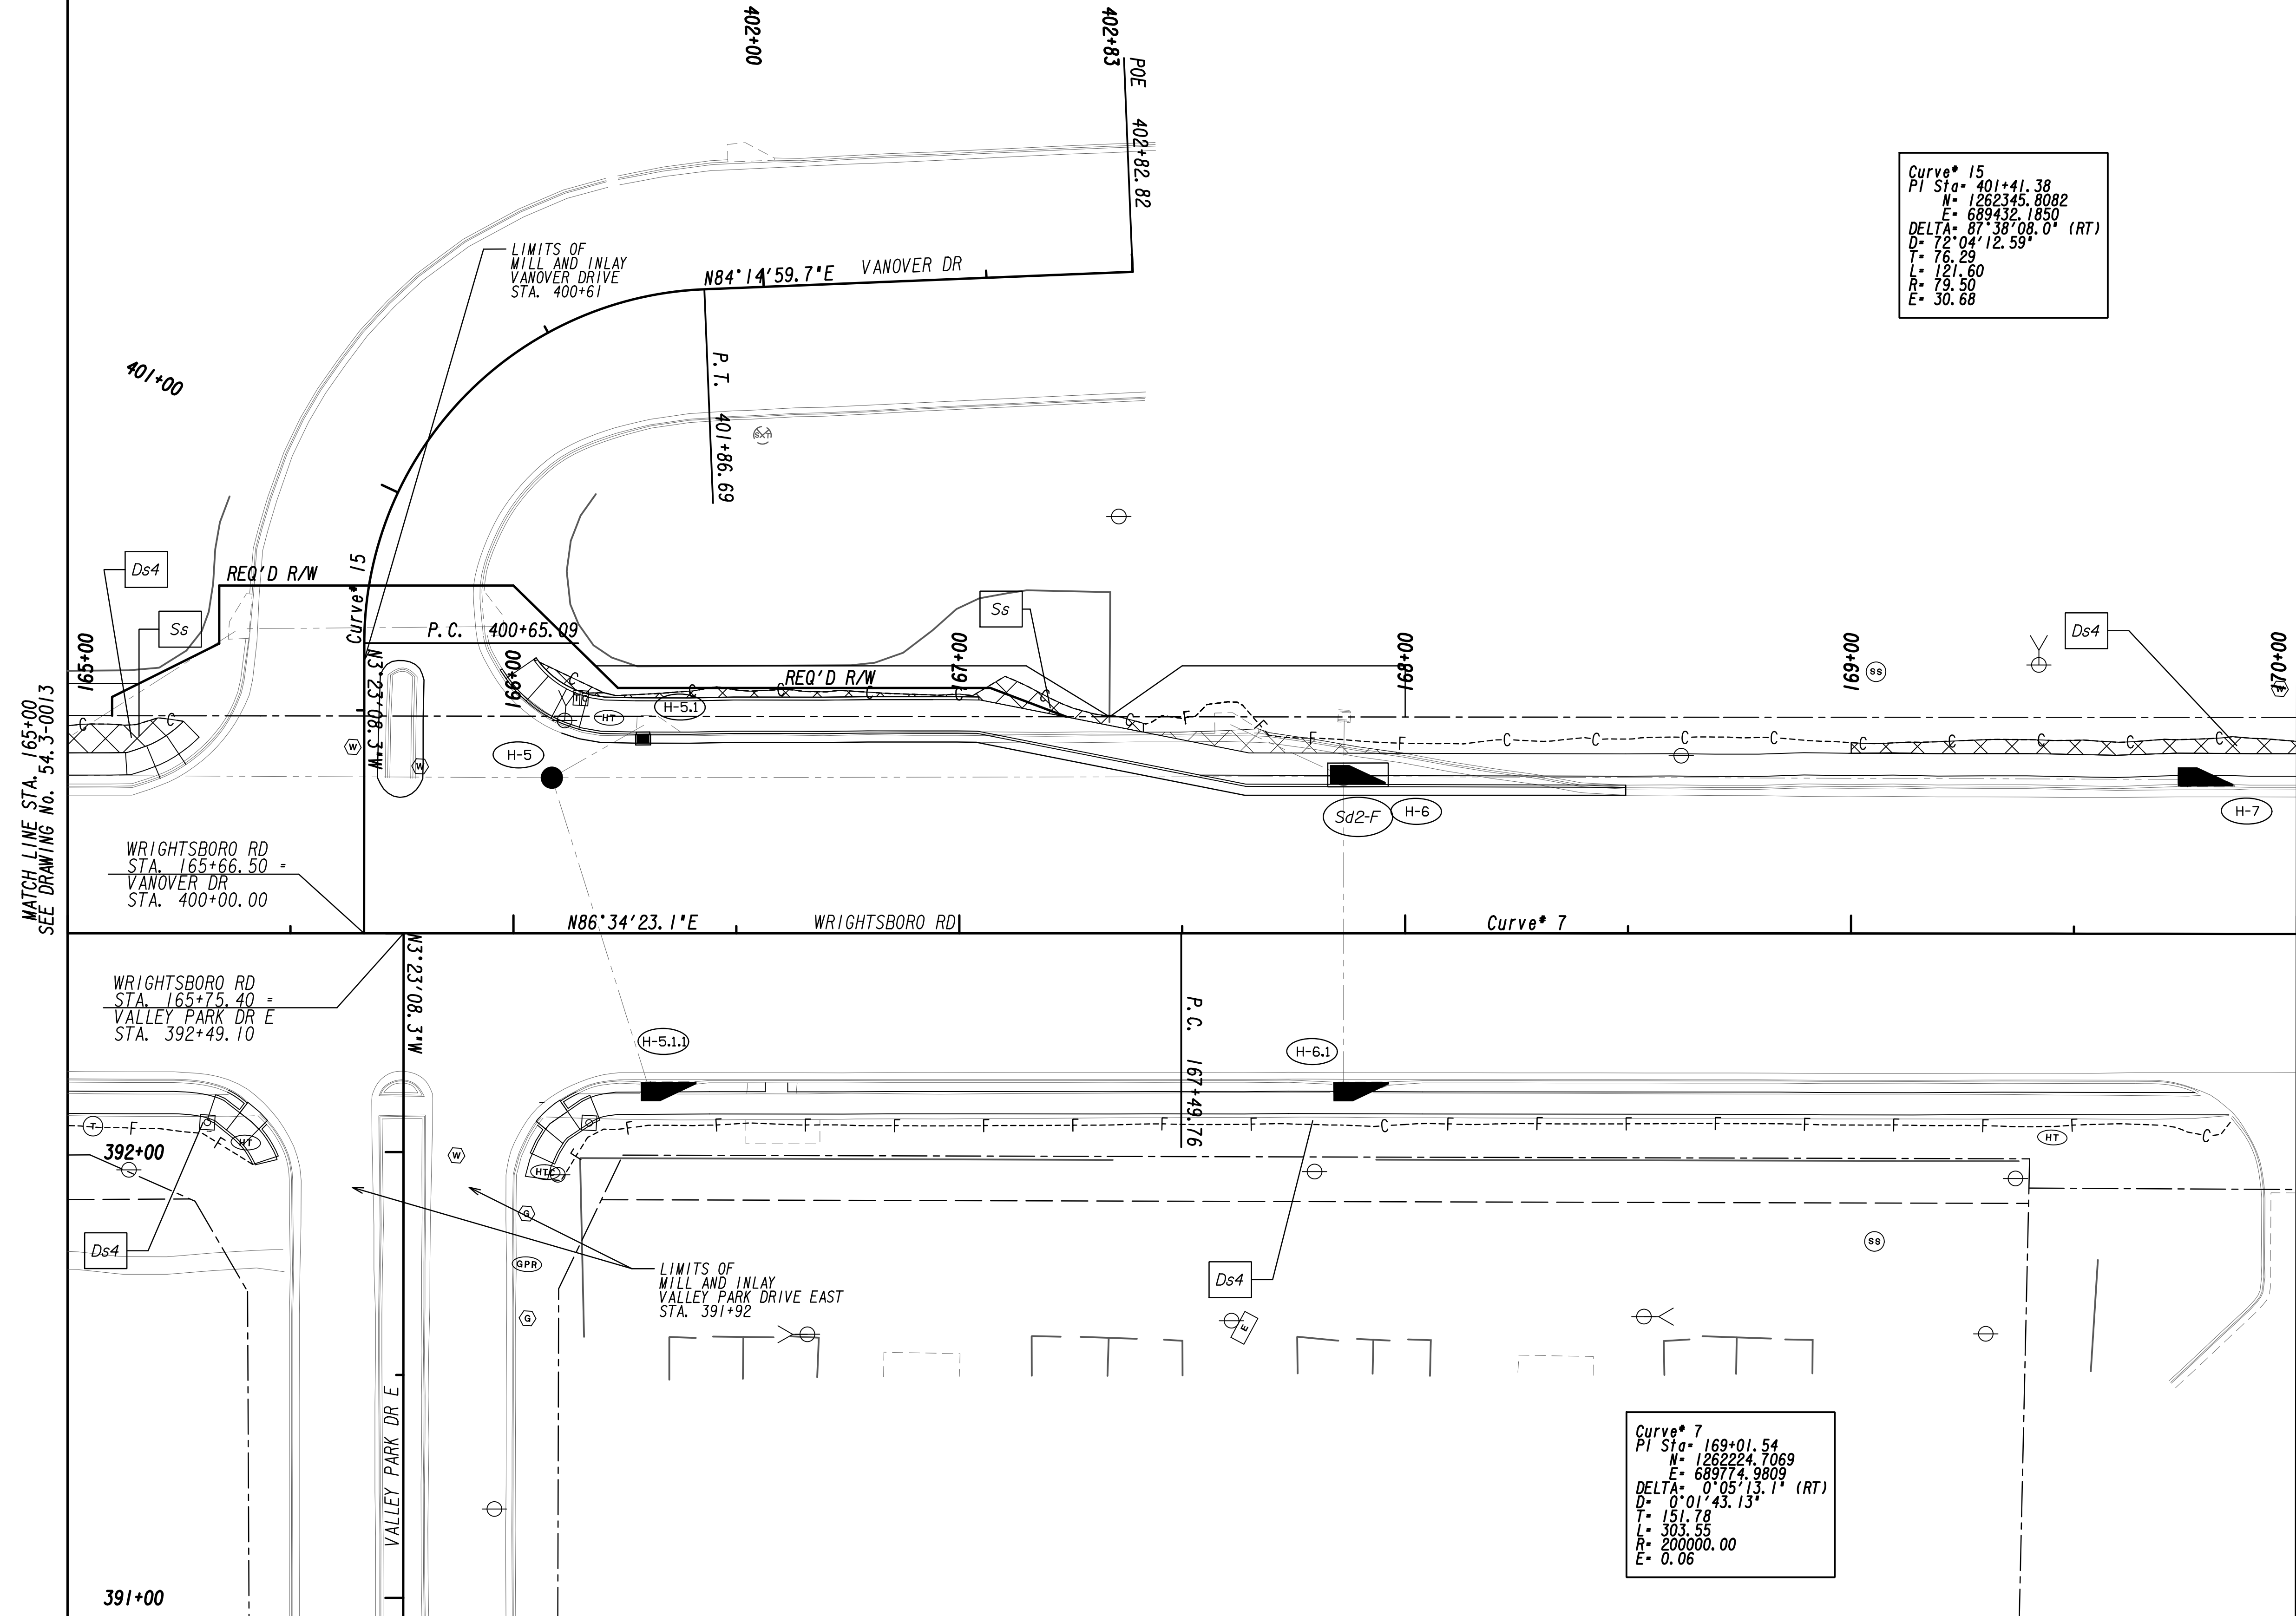 402+00
402+83
POE 402+82.82
Curve# 15
PI Sta= 401+41.38
N= 1262345.8082
E= 689432.1850
DELTA= 87°38'08.0" (RT)
D= 72°04'12.59"
T= 76.29
L= 121.60
R= 79.50
E= 30.68
LIMITS OF
MILL AND INLAY
VANOVER DRIVE
STA. 400+61
N84°14'59.7"E
VANOVER DR
401+00
P.T. 401+86.69
Ds4
Ss
REQ'D R/W
Curve# 15
P.C. 400+65.09
N3°23'08.3"W
165+00
166+00
167+00
168+00
169+00
170+00
Ss
REQ'D R/W
Ds4
SS
W
C
C
C
C
C
C
C
C
C
F
F
F
F
C
C
C
C
C
C
C
C
C
HT
H-5.1
H-5
W
W
Sd2-F
H-6
H-7
MATCH LINE STA. 165+00
SEE DRAWING No. 54.3-0013
WRIGHTSBORO RD
STA. 165+66.50 =
VANOVER DR
STA. 400+00.00
N86°34'23.1"E
WRIGHTSBORO RD
Curve# 7
WRIGHTSBORO RD
STA. 165+75.40 =
VALLEY PARK DR E
STA. 392+49.10
N3°23'08.3"W
P.C. 167+49.76
H-5.1.1
H-6.1
T
F
F
HT
392+00
W
HT
F
F
F
F
F
F
F
F
F
C
F
F
F
F
F
F
F
F
C
HT
G
GPR
G
Ds4
LIMITS OF
MILL AND INLAY
VALLEY PARK DRIVE EAST
STA. 391+92
Ds4
SS
E
VALLEY PARK DR E
391+00
Curve# 7
PI Sta= 169+01.54
N= 1262224.7069
E= 689774.9809
DELTA= 0°05'13.1" (RT)
D= 0°01'43.13"
T= 151.78
L= 303.55
R= 200000.00
E= 0.06